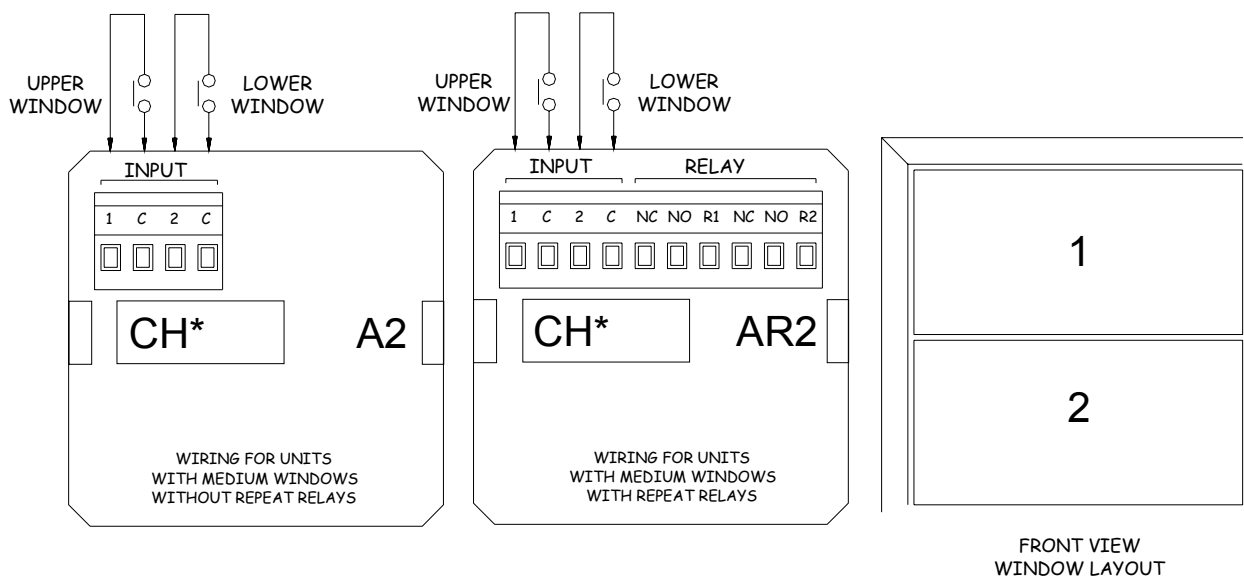 UPPER
WINDOW
LOWER
WINDOW
INPUT
1 C 2 C
CH*
A2
WIRING FOR UNITS
WITH MEDIUM WINDOWS
WITHOUT REPEAT RELAYS
UPPER
WINDOW
LOWER
WINDOW
INPUT
RELAY
1 C 2 C NC NO R1 NC NO R2
CH*
AR2
WIRING FOR UNITS
WITH MEDIUM WINDOWS
WITH REPEAT RELAYS
1
2
FRONT VIEW
WINDOW LAYOUT